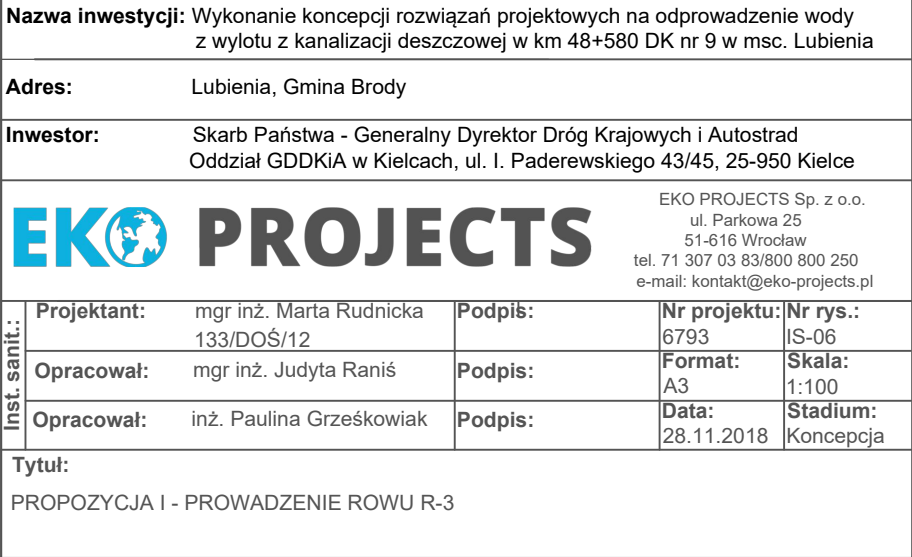 Nazwa inwestycji: Wykonanie koncepcji rozwiązań projektowych na odprowadzenie wody
z wylotu z kanalizacji deszczowej w km 48+580 DK nr 9 w msc. Lubienia
Adres: Lubienia, Gmina Brody
Inwestor: Skarb Państwa - Generalny Dyrektor Dróg Krajowych i Autostrad
Oddział GDDKiA w Kielcach, ul. I. Paderewskiego 43/45, 25-950 Kielce
EKO PROJECTS
EKO PROJECTS Sp. z o.o.
ul. Parkowa 25
51-616 Wrocław
tel. 71 307 03 83/800 800 250
e-mail: kontakt@eko-projects.pl
Inst. sanit.:
Projektant: mgr inż. Marta Rudnicka Podpis: Nr projektu: Nr rys.:
133/DOŚ/12 6793 IS-06
Opracował: mgr inż. Judyta Raniś Podpis: Format: Skala:
A3 1:100
Opracował: inż. Paulina Grześkowiak Podpis: Data: Stadium:
28.11.2018 Koncepcja
Tytuł:
PROPOZYCJA I - PROWADZENIE ROWU R-3